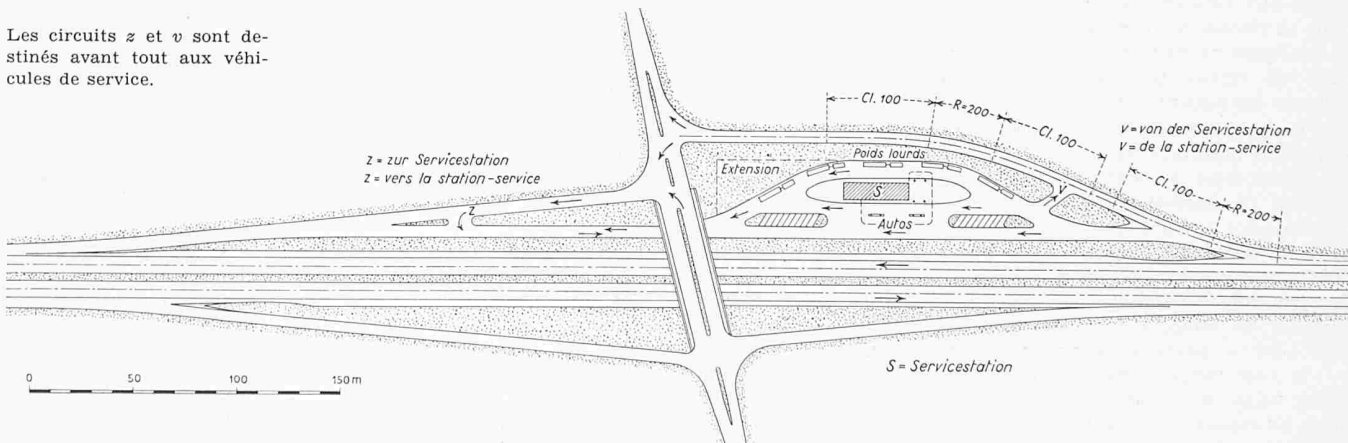 Les circuits z et v sont de-
stinés avant tout aux véhi-
cules de service.
Cl. 100
R=200
Cl. 100
v = von der Servicestation
v = de la station-service
Cl. 100
R=200
z = zur Servicestation
z = vers la station-service
Extension
Poids lourds
S
v
z
Autos
S = Servicestation
0 50 100 150 m